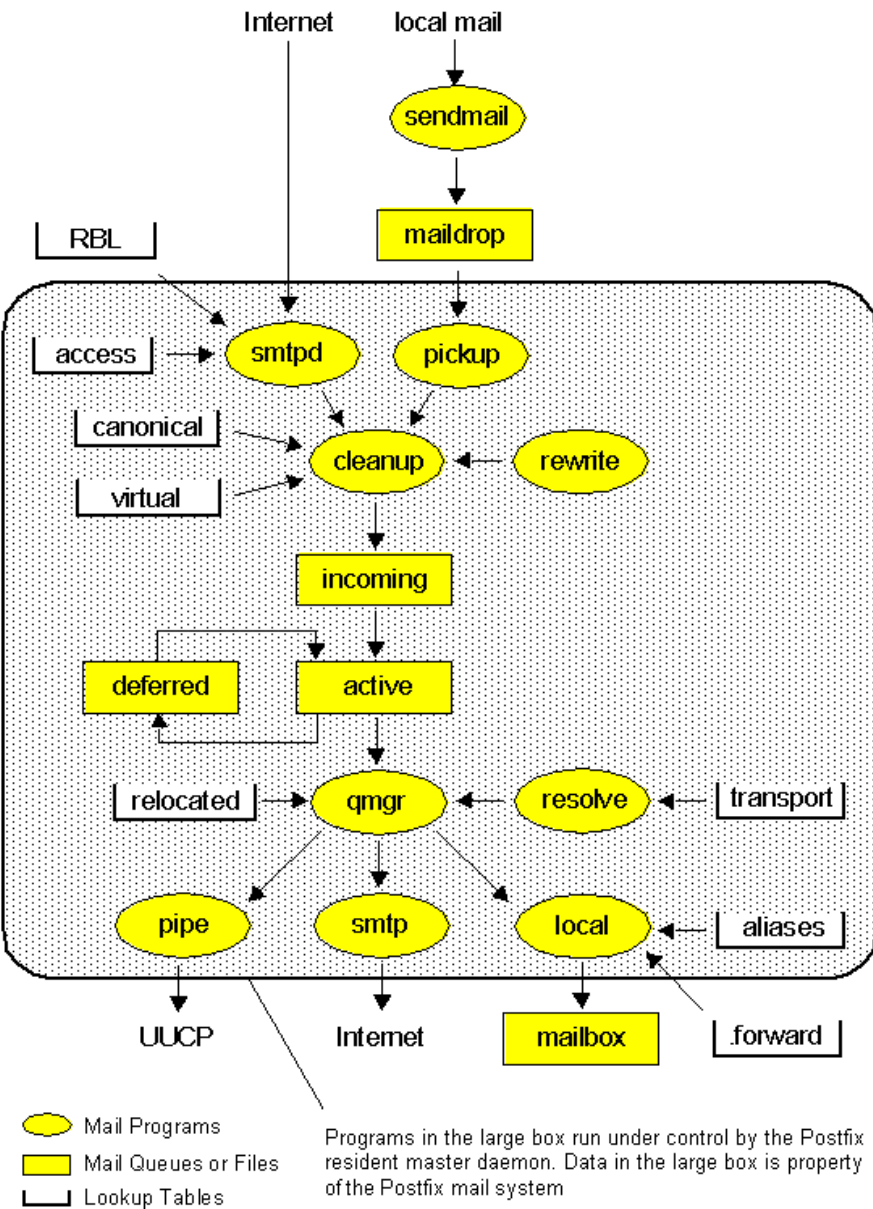 Internet
local mail
sendmail
maildrop
RBL
smtpd
pickup
access
canonical
cleanup
rewrite
virtual
incoming
deferred
active
relocated
qmgr
resolve
transport
pipe
smtp
local
aliases
UUCP
Internet
mailbox
.forward
Mail Programs
Mail Queues or Files
Lookup Tables
Programs in the large box run under control by the Postfix
resident master daemon. Data in the large box is property
of the Postfix mail system